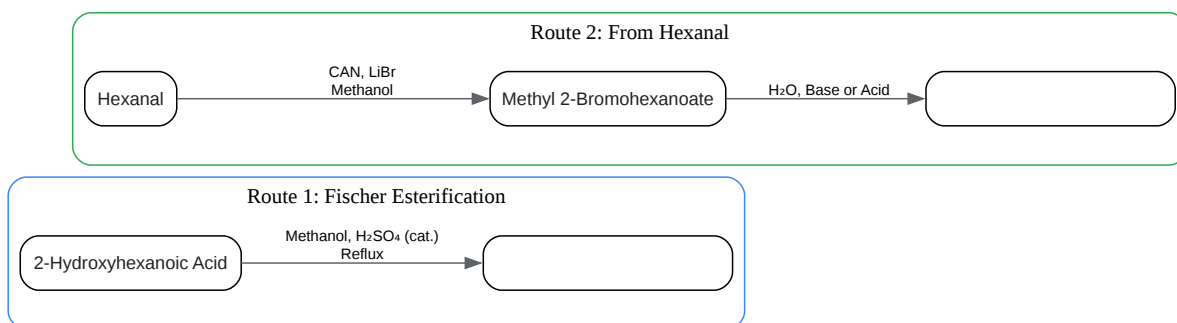 Route 2: From Hexanal
Hexanal
CAN, LiBr
Methanol
Methyl 2-Bromohexanoate
H₂O, Base or Acid
Route 1: Fischer Esterification
2-Hydroxyhexanoic Acid
Methanol, H₂SO₄ (cat.)
Reflux